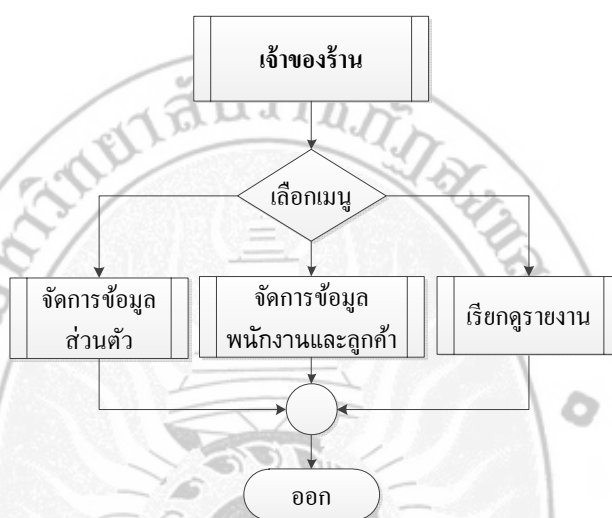 เจ้าของร้าน
เลือกเมนู
จัดการข้อมูล
ส่วนตัว
จัดการข้อมูล
พนักงานและลูกค้า
เรียกดูรายงาน
ออก